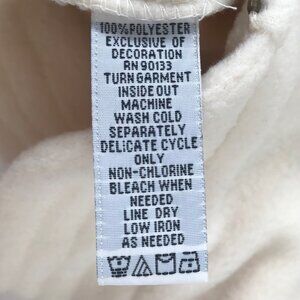 100% POLYESTER
EXCLUSIVE OF
DECORATION
RN 90133
TURN GARMENT
INSIDE OUT
MACHINE
WASH COLD
SEPARATELY
DELICATE CYCLE
ONLY
NON-CHLORINE
BLEACH WHEN
NEEDED
LINE DRY
LOW IRON
AS NEEDED